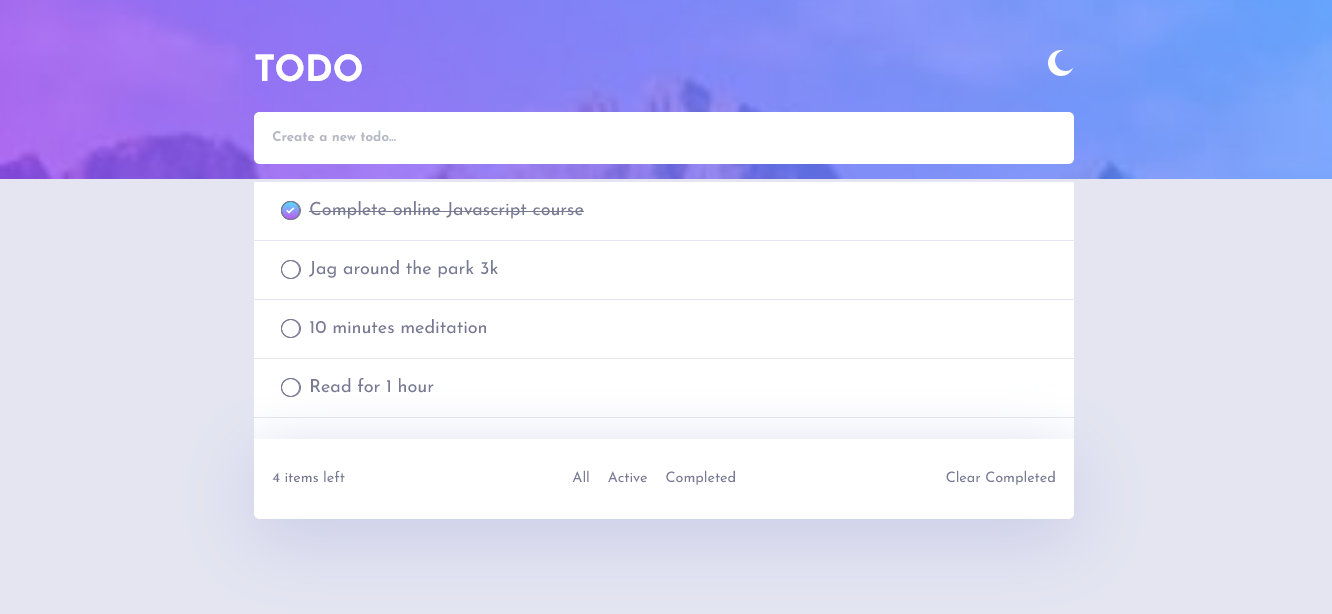 TODO
Create a new todo...
Complete online Javascript course
Jag around the park 3k
10 minutes meditation
Read for 1 hour
4 items left All Active Completed Clear Completed